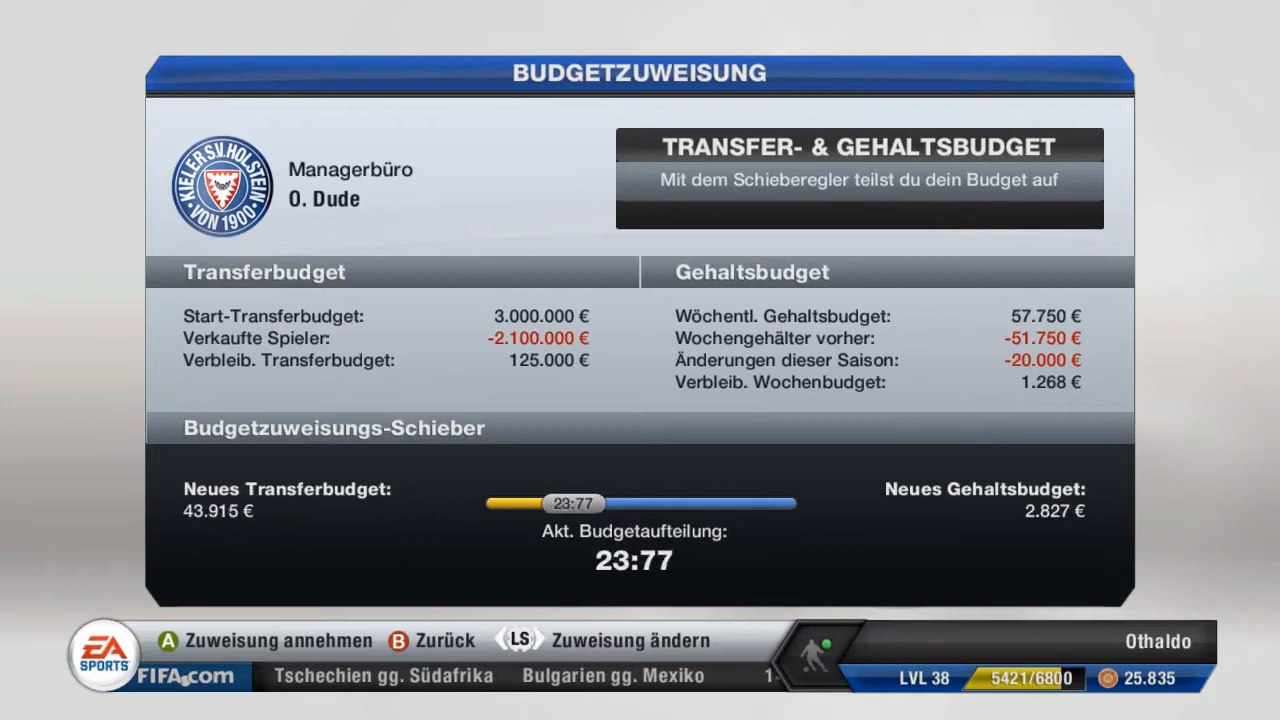 BUDGETZUWEISUNG
KIELER S.V. HOLSTEIN
VON 1900
Managerbüro
O. Dude
TRANSFER- & GEHALTSBUDGET
Mit dem Schieberegler teilst du dein Budget auf
Transferbudget
Start-Transferbudget: 3.000.000 €
Verkaufte Spieler: -2.100.000 €
Verbleib. Transferbudget: 125.000 €
Gehaltsbudget
Wöchentl. Gehaltsbudget: 57.750 €
Wochengehälter vorher: -51.750 €
Änderungen dieser Saison: -20.000 €
Verbleib. Wochenbudget: 1.268 €
Budgetzuweisungs-Schieber
Neues Transferbudget:
43.915 €
23:77
Akt. Budgetaufteilung:
23:77
Neues Gehaltsbudget:
2.827 €
EA
SPORTS
A Zuweisung annehmen B Zurück LS Zuweisung ändern
Othaldo
FIFA.com Tschechien gg. Südafrika Bulgarien gg. Mexiko 1
LVL 38 5421/6800 25.835